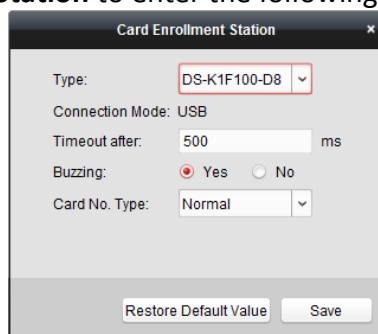 tation to enter the following
Card Enrollment Station ×
Type: DS-K1F100-D8
Connection Mode: USB
Timeout after: 500 ms
Buzzing: Yes No
Card No. Type: Normal
Restore Default Value Save